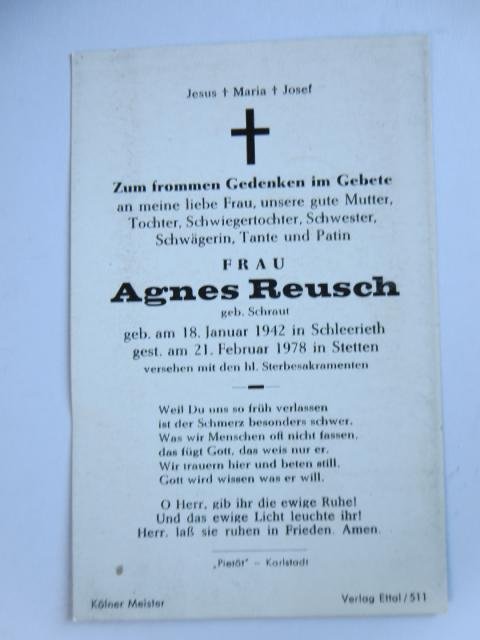 Jesus † Maria † Josef
Zum frommen Gedenken im Gebete
an meine liebe Frau, unsere gute Mutter,
Tochter, Schwiegertochter, Schwester,
Schwägerin, Tante und Patin
FRAU
Agnes Reusch
geb. Schraut
geb. am 18. Januar 1942 in Schleerieth
gest. am 21. Februar 1978 in Stetten
versehen mit den hl. Sterbesakramenten
Weil Du uns so früh verlassen
ist der Schmerz besonders schwer.
Was wir Menschen oft nicht fassen,
das fügt Gott, das weis nur er.
Wir trauern hier und beten still,
Gott wird wissen was er will.
O Herr, gib ihr die ewige Ruhe!
Und das ewige Licht leuchte ihr!
Herr, laß sie ruhen in Frieden. Amen.
„Pietät" – Karlstadt
Kölner Meister
Verlag Ettal/511